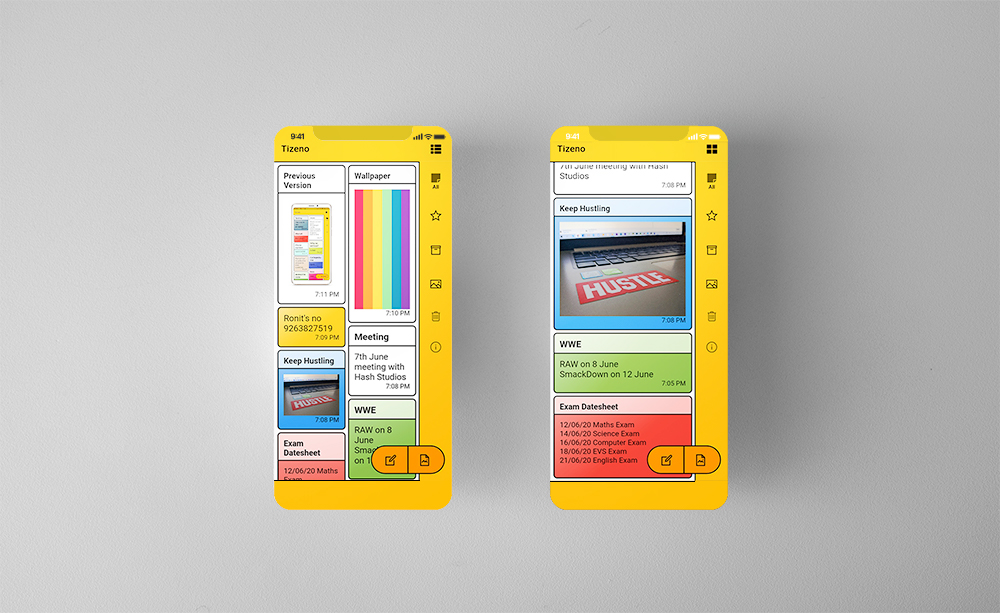 9:41
Tizeno
All
Previous
Version
7:11 PM
Ronit's no
9263827519
7:09 PM
Keep Hustling
HUSTLE
7:08 PM
Exam
Datesheet
12/06/20 Maths
Exam
Wallpaper
7:10 PM
Meeting
7th June
meeting with
Hash Studios
7:08 PM
WWE
RAW on 8
June
Smac
on 1
9:41
Tizeno
All
7th June meeting with Hash
Studios
7:08 PM
Keep Hustling
HUSTLE
7:08 PM
WWE
RAW on 8 June
SmackDown on 12 June
7:05 PM
Exam Datesheet
12/06/20 Maths Exam
14/06/20 Science Exam
16/06/20 Computer Exam
18/06/20 EVS Exam
21/06/20 English Exam